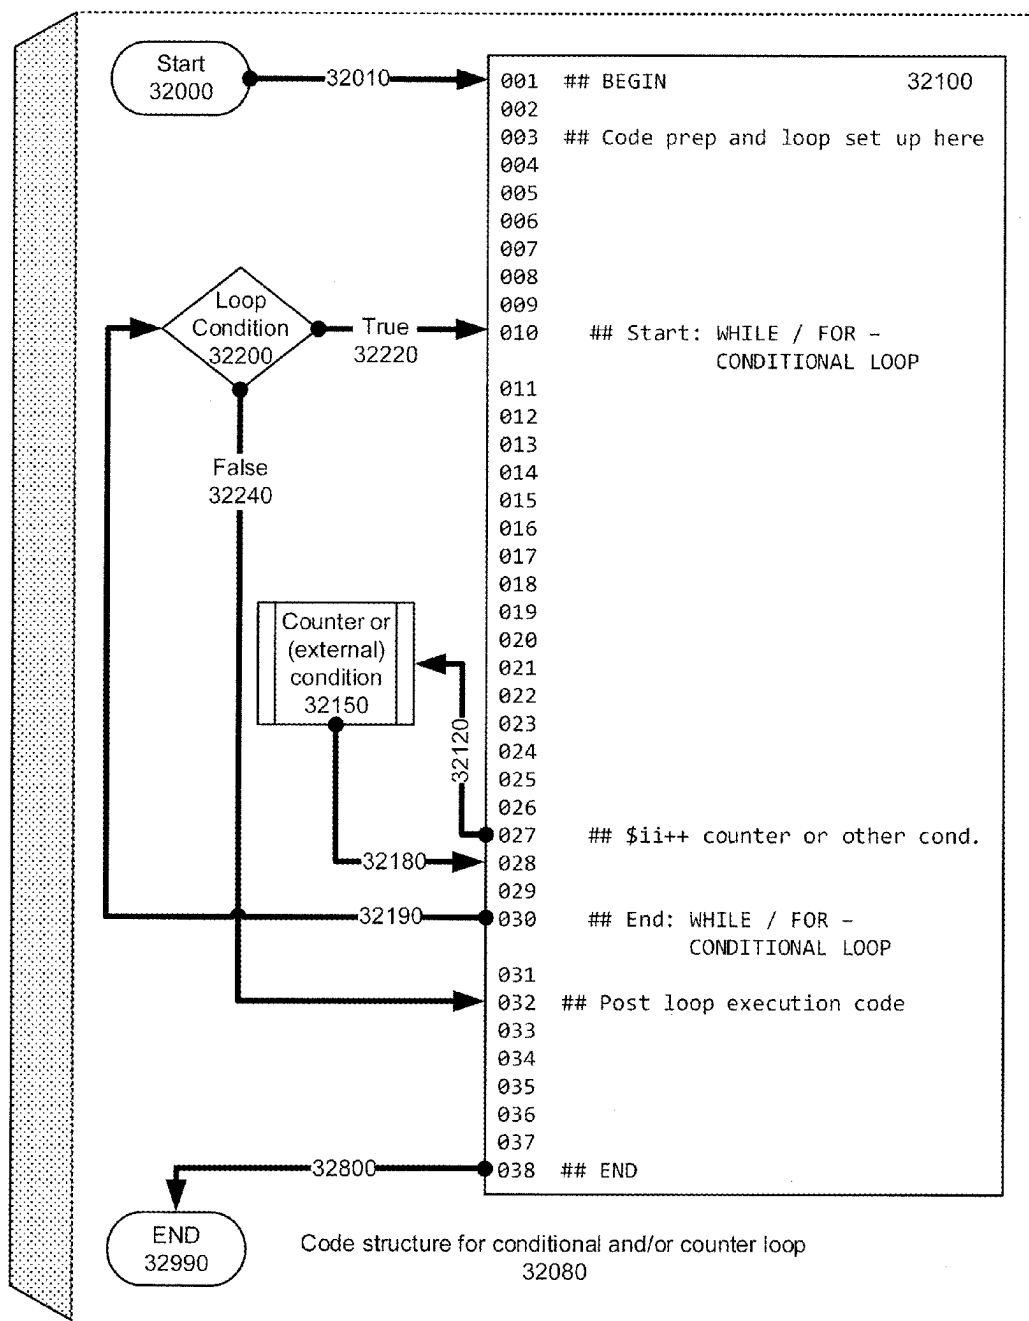 Start
32000
32010
001 ## BEGIN 32100
002
003 ## Code prep and loop set up here
004
005
006
007
008
009
Loop
Condition
32200
True
32220
010 ## Start: WHILE / FOR –
CONDITIONAL LOOP
011
012
013
False
32240
014
015
016
017
018
019
Counter or
(external)
condition
32150
32120
020
021
022
023
024
025
026
027 ## $ii++ counter or other cond.
32180
028
029
32190
030 ## End: WHILE / FOR –
CONDITIONAL LOOP
031
032 ## Post loop execution code
033
034
035
036
037
32800
038 ## END
END
32990
Code structure for conditional and/or counter loop
32080